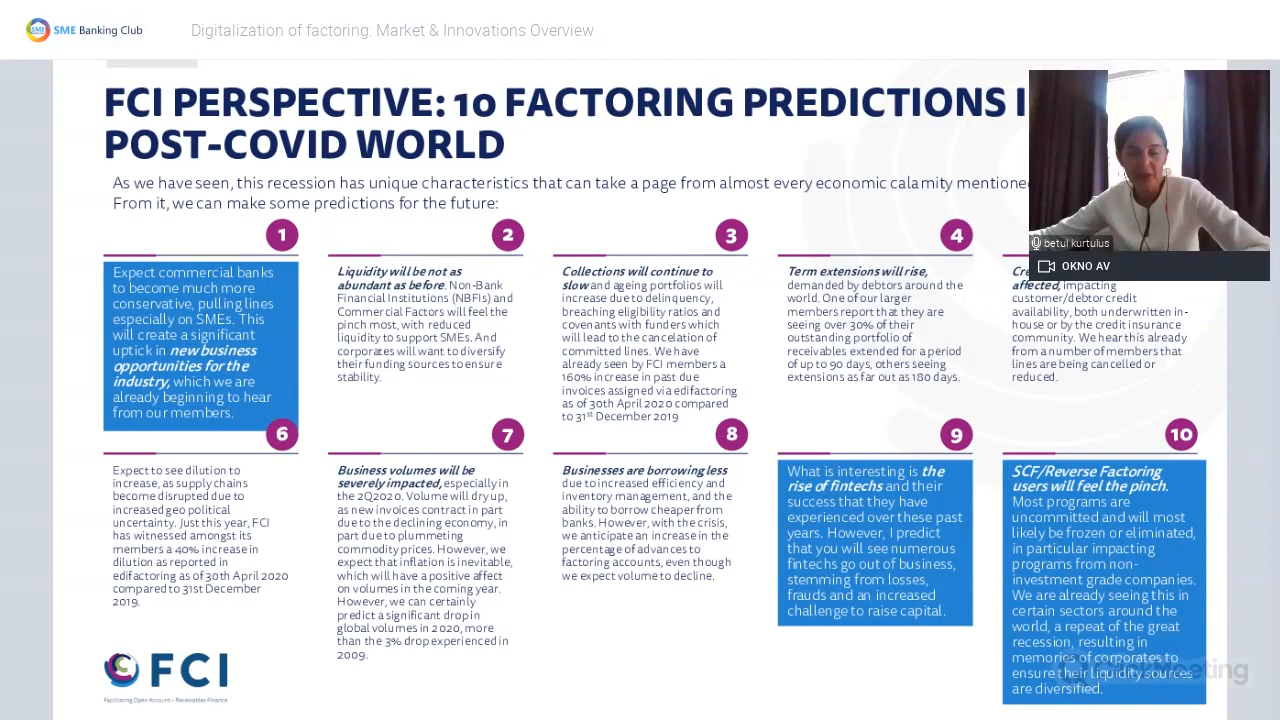 SME Banking Club
Digitalization of factoring: Market & Innovations Overview
FCI PERSPECTIVE: 10 FACTORING PREDICTIONS I
POST-COVID WORLD
As we have seen, this recession has unique characteristics that can take a page from almost every economic calamity mentione
From it, we can make some predictions for the future:
betul kurtulus
OKNO AV
1
Expect commercial banks
to become much more
conservative, pulling lines
especially on SMEs. This
will create a significant
uptick in new business
opportunities for the
industry, which we are
already beginning to hear
from our members.
2
Liquidity will be not as
abundant as before. Non-Bank
Financial Institutions (NBFIs) and
Commercial Factors will feel the
pinch most, with reduced
liquidity to support SMEs. And
corporates will want to diversify
their funding sources to ensure
stability.
3
Collections will continue to
slow and ageing portfolios will
increase due to delinquency,
breaching eligibility ratios and
covenants with funders which
will lead to the cancelation of
committed lines. We have
already seen by FCI members a
160% increase in past due
invoices assigned via edifactoring
as of 30th April 2020 compared
to 31st December 2019
4
Term extensions will rise,
demanded by debtors around the
world. One of our larger
members report that they are
seeing over 30% of their
outstanding portfolio of
receivables extended for a period
of up to 90 days, others seeing
extensions as far out as 180 days.
affected, impacting
customer/debtor credit
availability, both underwritten in-
house or by the credit insurance
community. We hear this already
from a number of members that
lines are being cancelled or
reduced.
6
Expect to see dilution to
increase, as supply chains
become disrupted due to
increased geo political
uncertainty. Just this year, FCI
has witnessed amongst its
members a 40% increase in
dilution as reported in
edifactoring as of 30th April 2020
compared to 31st December
2019.
7
Business volumes will be
severely impacted, especially in
the 2Q2020. Volume will dry up,
as new invoices contract in part
due to the declining economy, in
part due to plummeting
commodity prices. However, we
expect that inflation is inevitable,
which will have a positive affect
on volumes in the coming year.
However, we can certainly
predict a significant drop in
global volumes in 2020, more
than the 3% drop experienced in
2009.
8
Businesses are borrowing less
due to increased efficiency and
inventory management, and the
ability to borrow cheaper from
banks. However, with the crisis,
we anticipate an increase in the
percentage of advances to
factoring accounts, even though
we expect volume to decline.
9
What is interesting is the
rise of fintechs and their
success that they have
experienced over these past
years. However, I predict
that you will see numerous
fintechs go out of business,
stemming from losses,
frauds and an increased
challenge to raise capital.
10
SCF/Reverse Factoring
users will feel the pinch.
Most programs are
uncommitted and will most
likely be frozen or eliminated,
in particular impacting
programs from non-
investment grade companies.
We are already seeing this in
certain sectors around the
world, a repeat of the great
recession, resulting in
memories of corporates to
ensure their liquidity sources
are diversified.
FCI
Facilitating Open Account - Receivables Finance
ClickMeeting